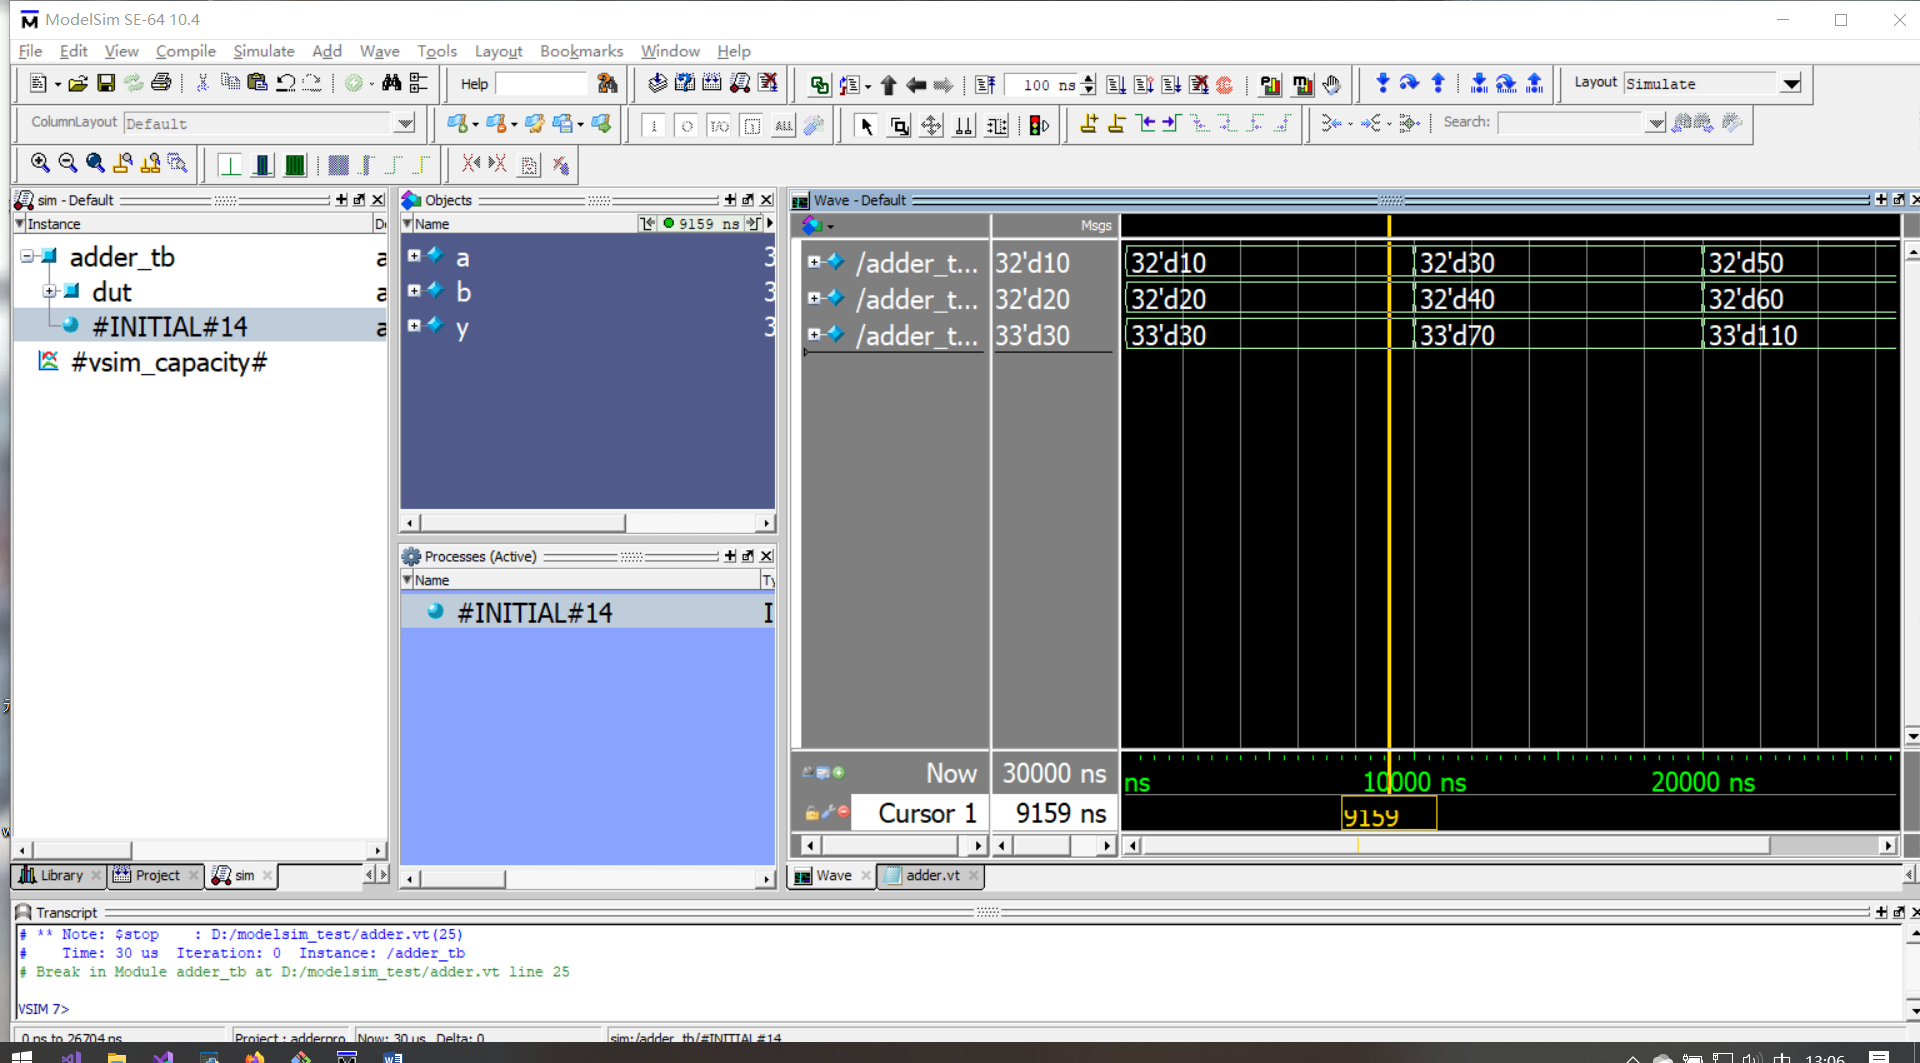 ModelSim SE-64 10.4
File Edit View Compile Simulate Add Wave Tools Layout Bookmarks Window Help
Help 100 ns Layout Simulate
ColumnLayout Default ALL Search:
sim - Default
Instance
adder_tb a
dut a
#INITIAL#14 a
#vsim_capacity#
Objects
Name 9159 ns
a 3
b 3
y 3
Processes (Active)
Name Ty
#INITIAL#14 I
Wave - Default
Msgs
/adder_t... 32'd10 32'd10 32'd30 32'd50
/adder_t... 32'd20 32'd20 32'd40 32'd60
/adder_t... 33'd30 33'd30 33'd70 33'd110
Now 30000 ns ns 10000 ns 20000 ns
Cursor 1 9159 ns 9159
Library Project sim
Wave adder.vt
Transcript
# ** Note: $stop    : D:/modelsim_test/adder.vt(25)
#    Time: 30 us  Iteration: 0  Instance: /adder_tb
# Break in Module adder_tb at D:/modelsim_test/adder.vt line 25
VSIM 7>
0 ns to 26704 ns Project : adderpro Now: 30 us Delta: 0 sim:/adder_tb/#INITIAL#14
中 13:06